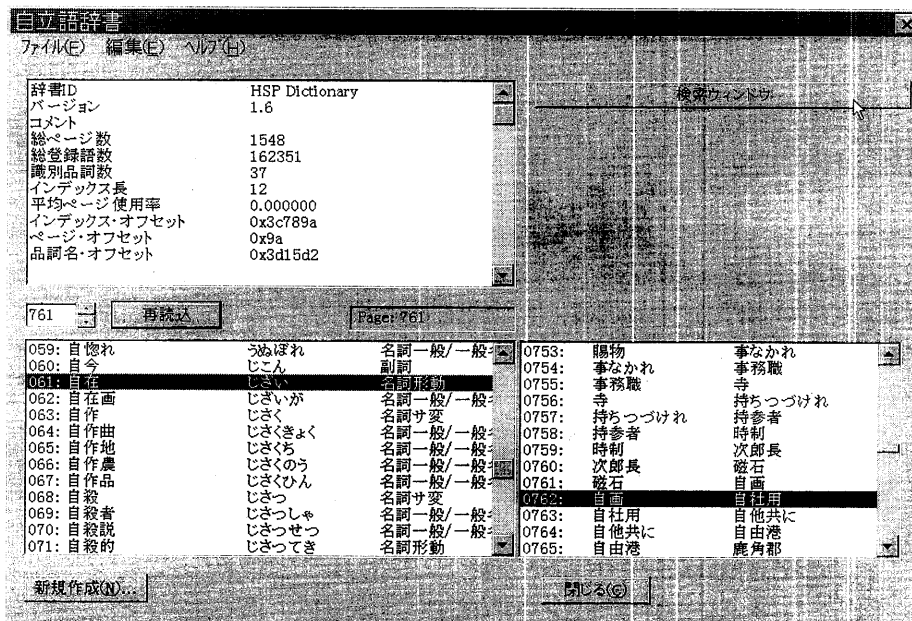 自立語辞書
ファイル(F) 編集(E) ヘルプ(H)
辞書ID HSP Dictionary
バージョン 1.6
コメント
総ページ数 1548
総登録語数 162351
識別品詞数 37
インデックス長 12
平均ページ使用率 0.000000
インデックス・オフセット 0x3c789a
ページ・オフセット 0x9a
品詞名・オフセット 0x3d15d2
検索ウィンドウ
761 再読込 Page: 761
059: 自惚れ うぬぼれ 名詞一般/一般
060: 自今 じこん 副詞
061: 自在 じざい 名詞形動
062: 自在画 じざいが 名詞一般/一般
063: 自作 じさく 名詞サ変
064: 自作曲 じさくきょく 名詞一般/一般
065: 自作地 じさくち 名詞一般/一般
066: 自作農 じさくのう 名詞一般/一般
067: 自作品 じさくひん 名詞一般/一般
068: 自殺 じさつ 名詞サ変
069: 自殺者 じさつしゃ 名詞一般/一般
070: 自殺説 じさつせつ 名詞一般/一般
071: 自殺的 じさつてき 名詞形動
0753: 賜物 事なかれ
0754: 事なかれ 事務職
0755: 事務職 寺
0756: 寺 持ちつづけれ
0757: 持ちつづけれ 持参者
0758: 持参者 時制
0759: 時制 次郎長
0760: 次郎長 磁石
0761: 磁石 自画
0762: 自画 自社用
0763: 自社用 自他共に
0764: 自他共に 自由港
0765: 自由港 鹿角郡
新規作成(N)... 閉じる(C)